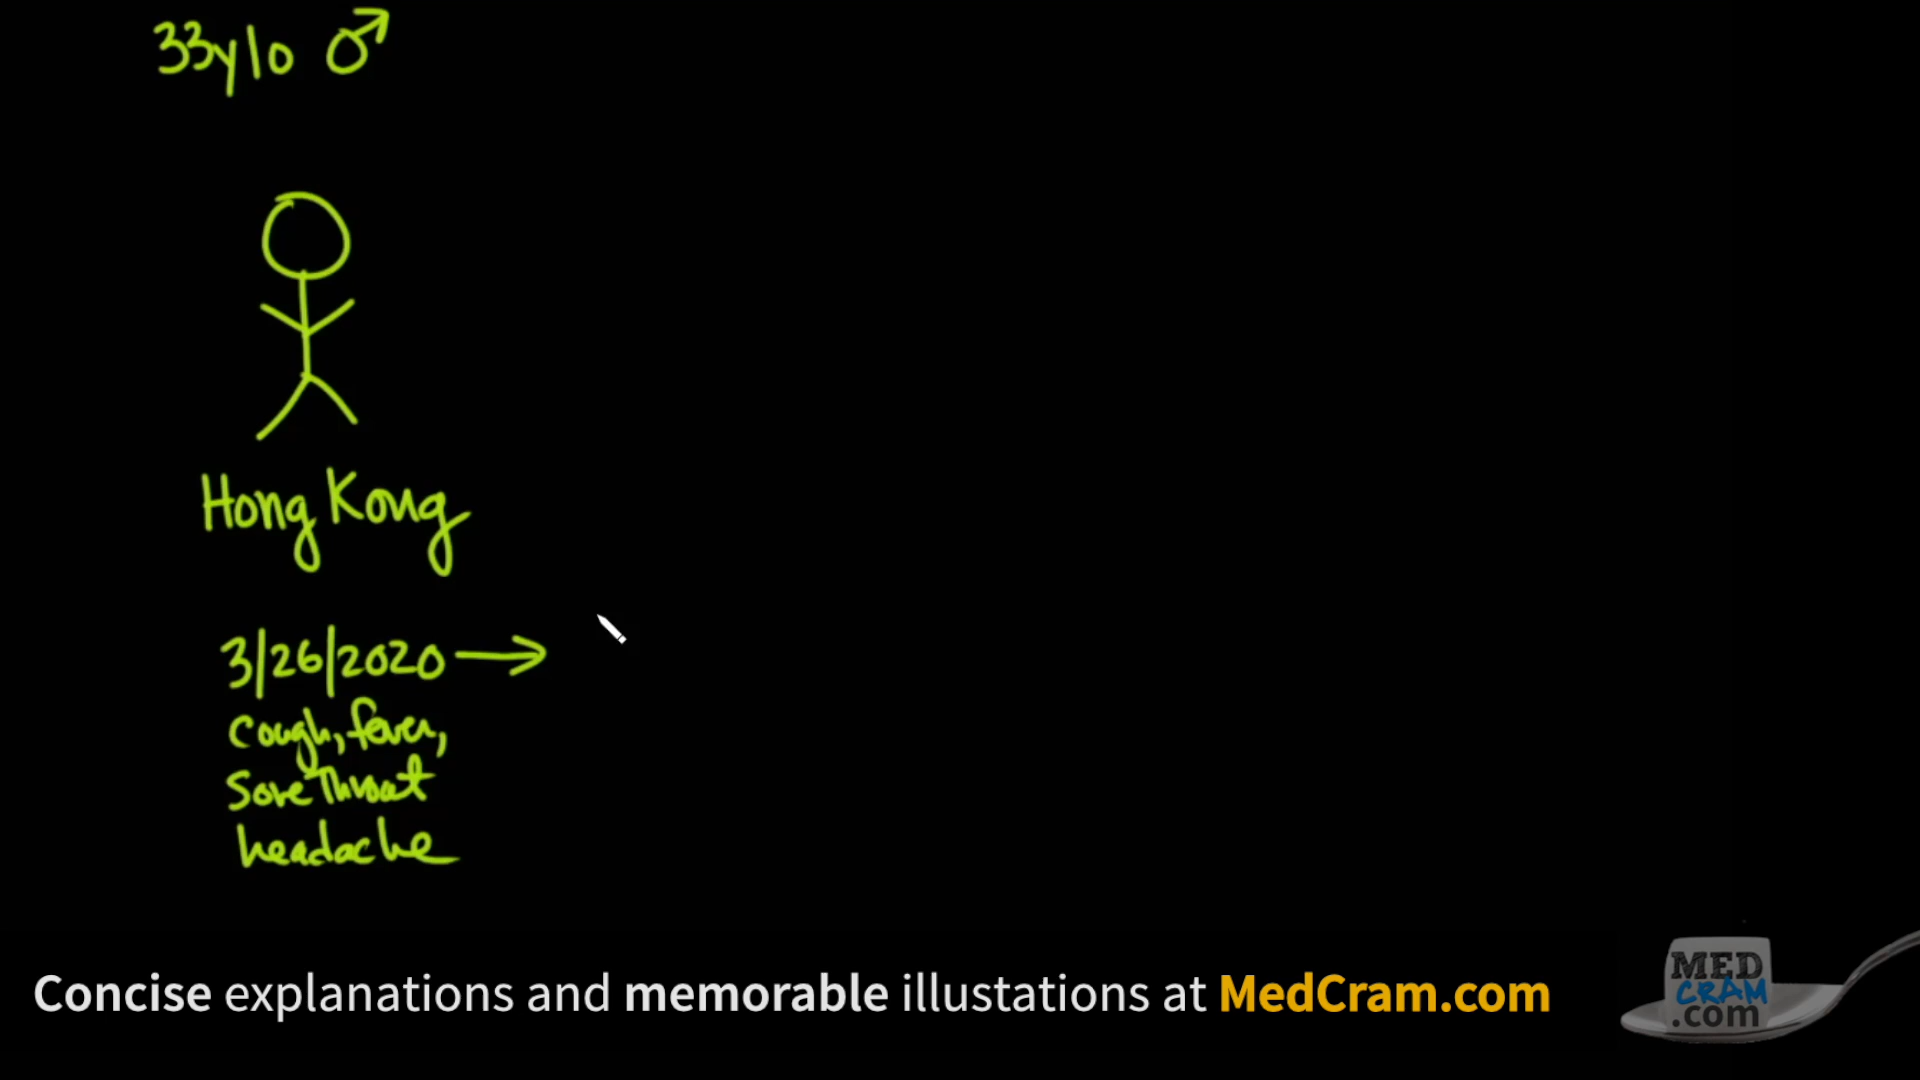 33y/o ♂
Hong Kong
3/26/2020 →
cough, fever,
Sore Throat
headache
Concise explanations and memorable illustations at MedCram.com
MED
CRAM
.com